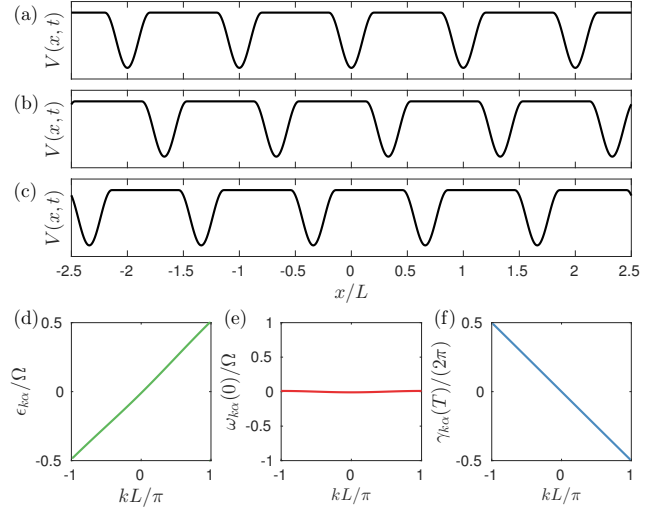 (a)
V(x, t)
(b)
V(x, t)
(c)
V(x, t)
-2.5 -2 -1.5 -1 -0.5 0 0.5 1 1.5 2 2.5
x/L
(d) (e) (f)
0.5 1 0.5
0.5
0 0 0
-0.5
-0.5 -1 -0.5
ϵkα/Ω ωkα(0)/Ω γkα(T)/(2π)
-1 0 1 -1 0 1 -1 0 1
kL/π kL/π kL/π